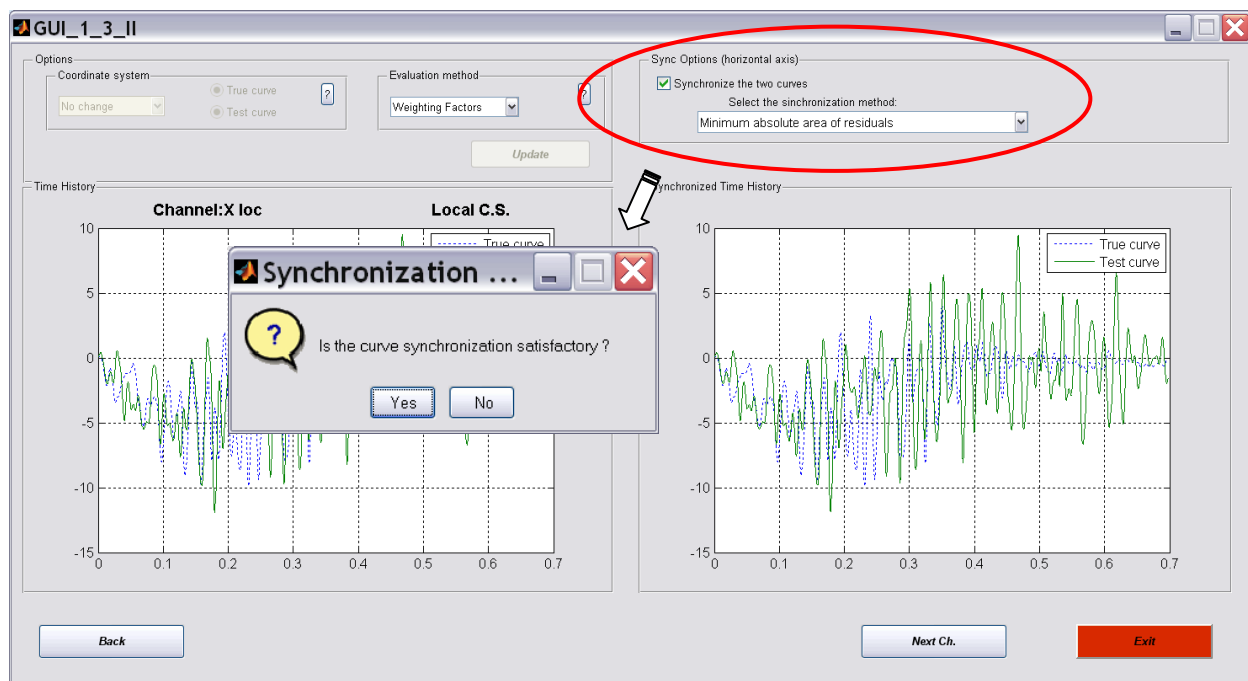 GUI_1_3_II
Options
Coordinate system
No change
True curve
Test curve
?
Evaluation method
Weighting Factors
?
Update
Sync Options (horizontal axis)
Synchronize the two curves
Select the sinchronization method:
Minimum absolute area of residuals
Time History
Channel:X loc
Local C.S.
True curve
10
5
0
-5
-10
-15
0
0.1
0.2
0.3
0.4
0.5
0.6
0.7
Synchronization ...
?
Is the curve synchronization satisfactory ?
Yes
No
Synchronized Time History
True curve
Test curve
10
5
0
-5
-10
-15
0
0.1
0.2
0.3
0.4
0.5
0.6
0.7
Back
Next Ch.
Exit